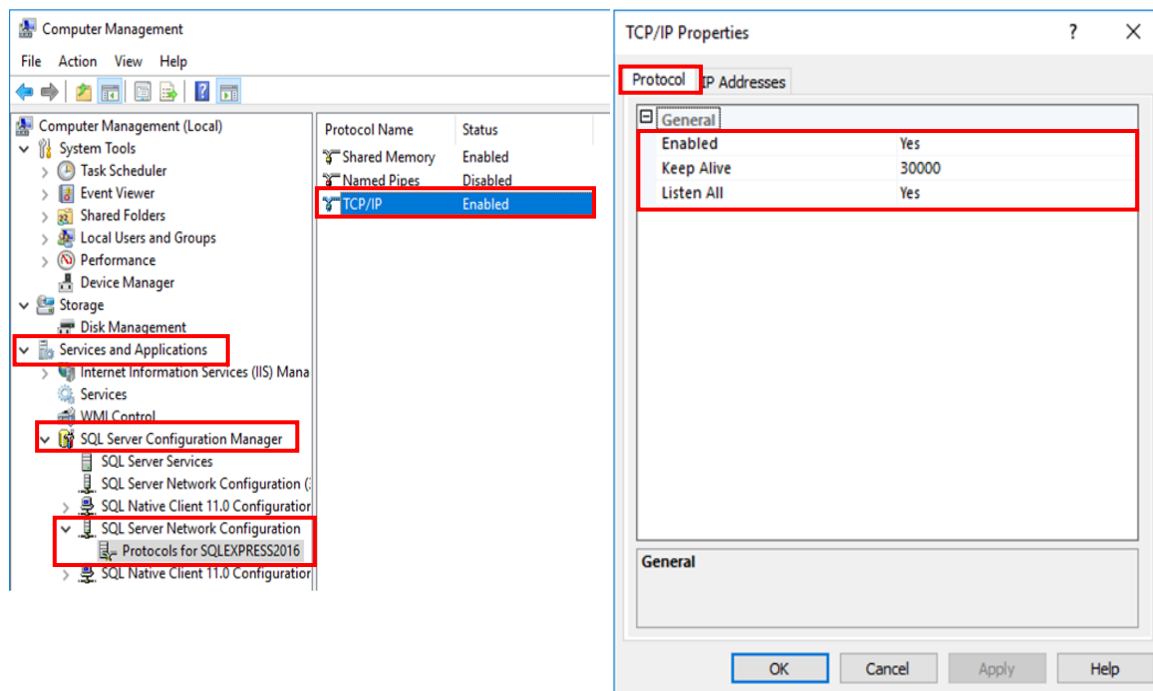 Computer Management
File Action View Help
Computer Management (Local)
System Tools
Task Scheduler
Event Viewer
Shared Folders
Local Users and Groups
Performance
Device Manager
Storage
Disk Management
Services and Applications
Internet Information Services (IIS) Mana
Services
WMI Control
SQL Server Configuration Manager
SQL Server Services
SQL Server Network Configuration (
SQL Native Client 11.0 Configuration
SQL Server Network Configuration
Protocols for SQLEXPRESS2016
SQL Native Client 11.0 Configuration
Protocol Name Status
Shared Memory Enabled
Named Pipes Disabled
TCP/IP Enabled
TCP/IP Properties
Protocol IP Addresses
General
Enabled Yes
Keep Alive 30000
Listen All Yes
General
OK Cancel Apply Help